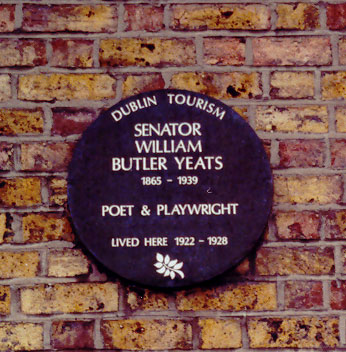 DUBLIN TOURISM
SENATOR
WILLIAM
BUTLER YEATS
1865 - 1939
POET & PLAYWRIGHT
LIVED HERE 1922 - 1928